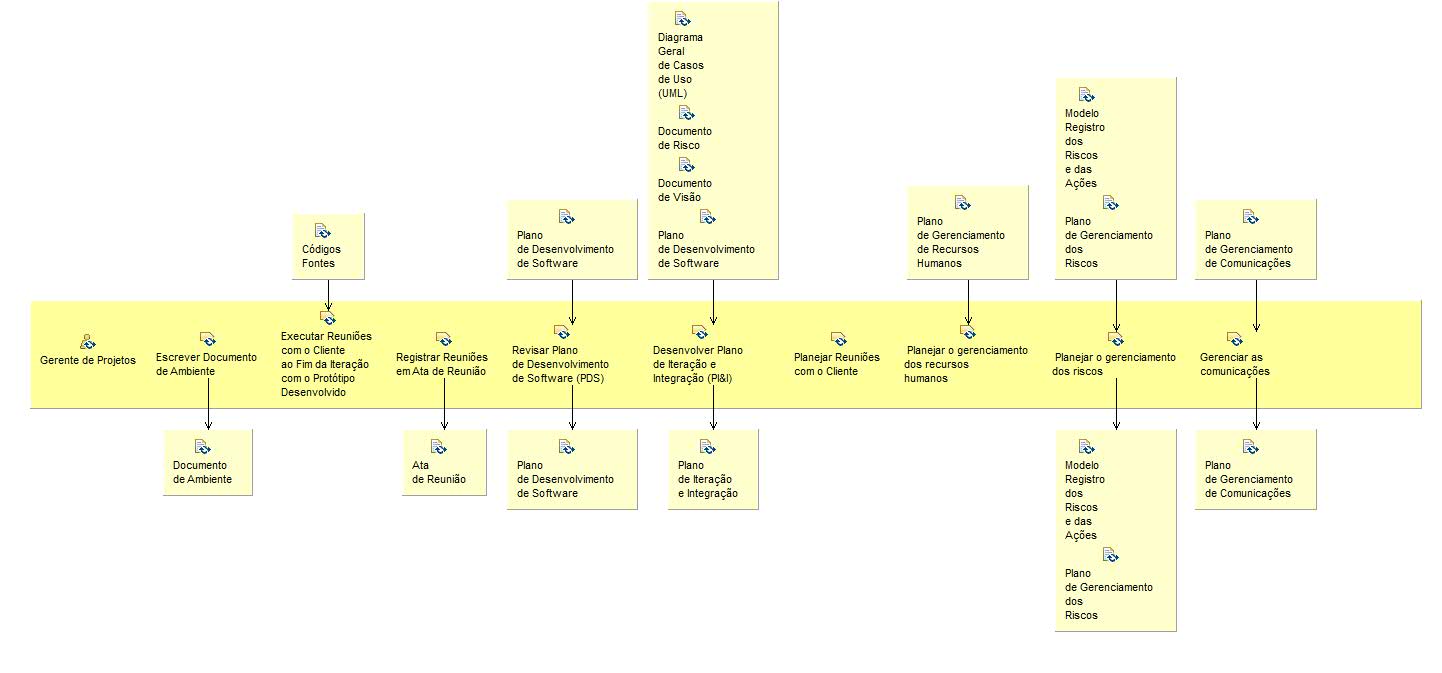 Diagrama
Geral
de Casos
de Uso
(UML)
Documento
de Risco
Documento
de Visão
Plano
de Desenvolvimento
de Software
Modelo
Registro
dos
Riscos
e das
Ações
Plano
de Gerenciamento
dos
Riscos
Códigos
Fontes
Plano
de Desenvolvimento
de Software
Plano
de Gerenciamento
de Recursos
Humanos
Plano
de Gerenciamento
de Comunicações
Gerente de Projetos
Escrever Documento
de Ambiente
Executar Reuniões
com o Cliente
ao Fim da Iteração
com o Protótipo
Desenvolvido
Registrar Reuniões
em Ata de Reunião
Revisar Plano
de Desenvolvimento
de Software (PDS)
Desenvolver Plano
de Iteração e
Integração (PI&I)
Planejar Reuniões
com o Cliente
Planejar o gerenciamento
dos recursos
humanos
Planejar o gerenciamento
dos riscos
Gerenciar as
comunicações
Documento
de Ambiente
Ata
de Reunião
Plano
de Desenvolvimento
de Software
Plano
de Iteração
e Integração
Modelo
Registro
dos
Riscos
e das
Ações
Plano
de Gerenciamento
dos
Riscos
Plano
de Gerenciamento
de Comunicações